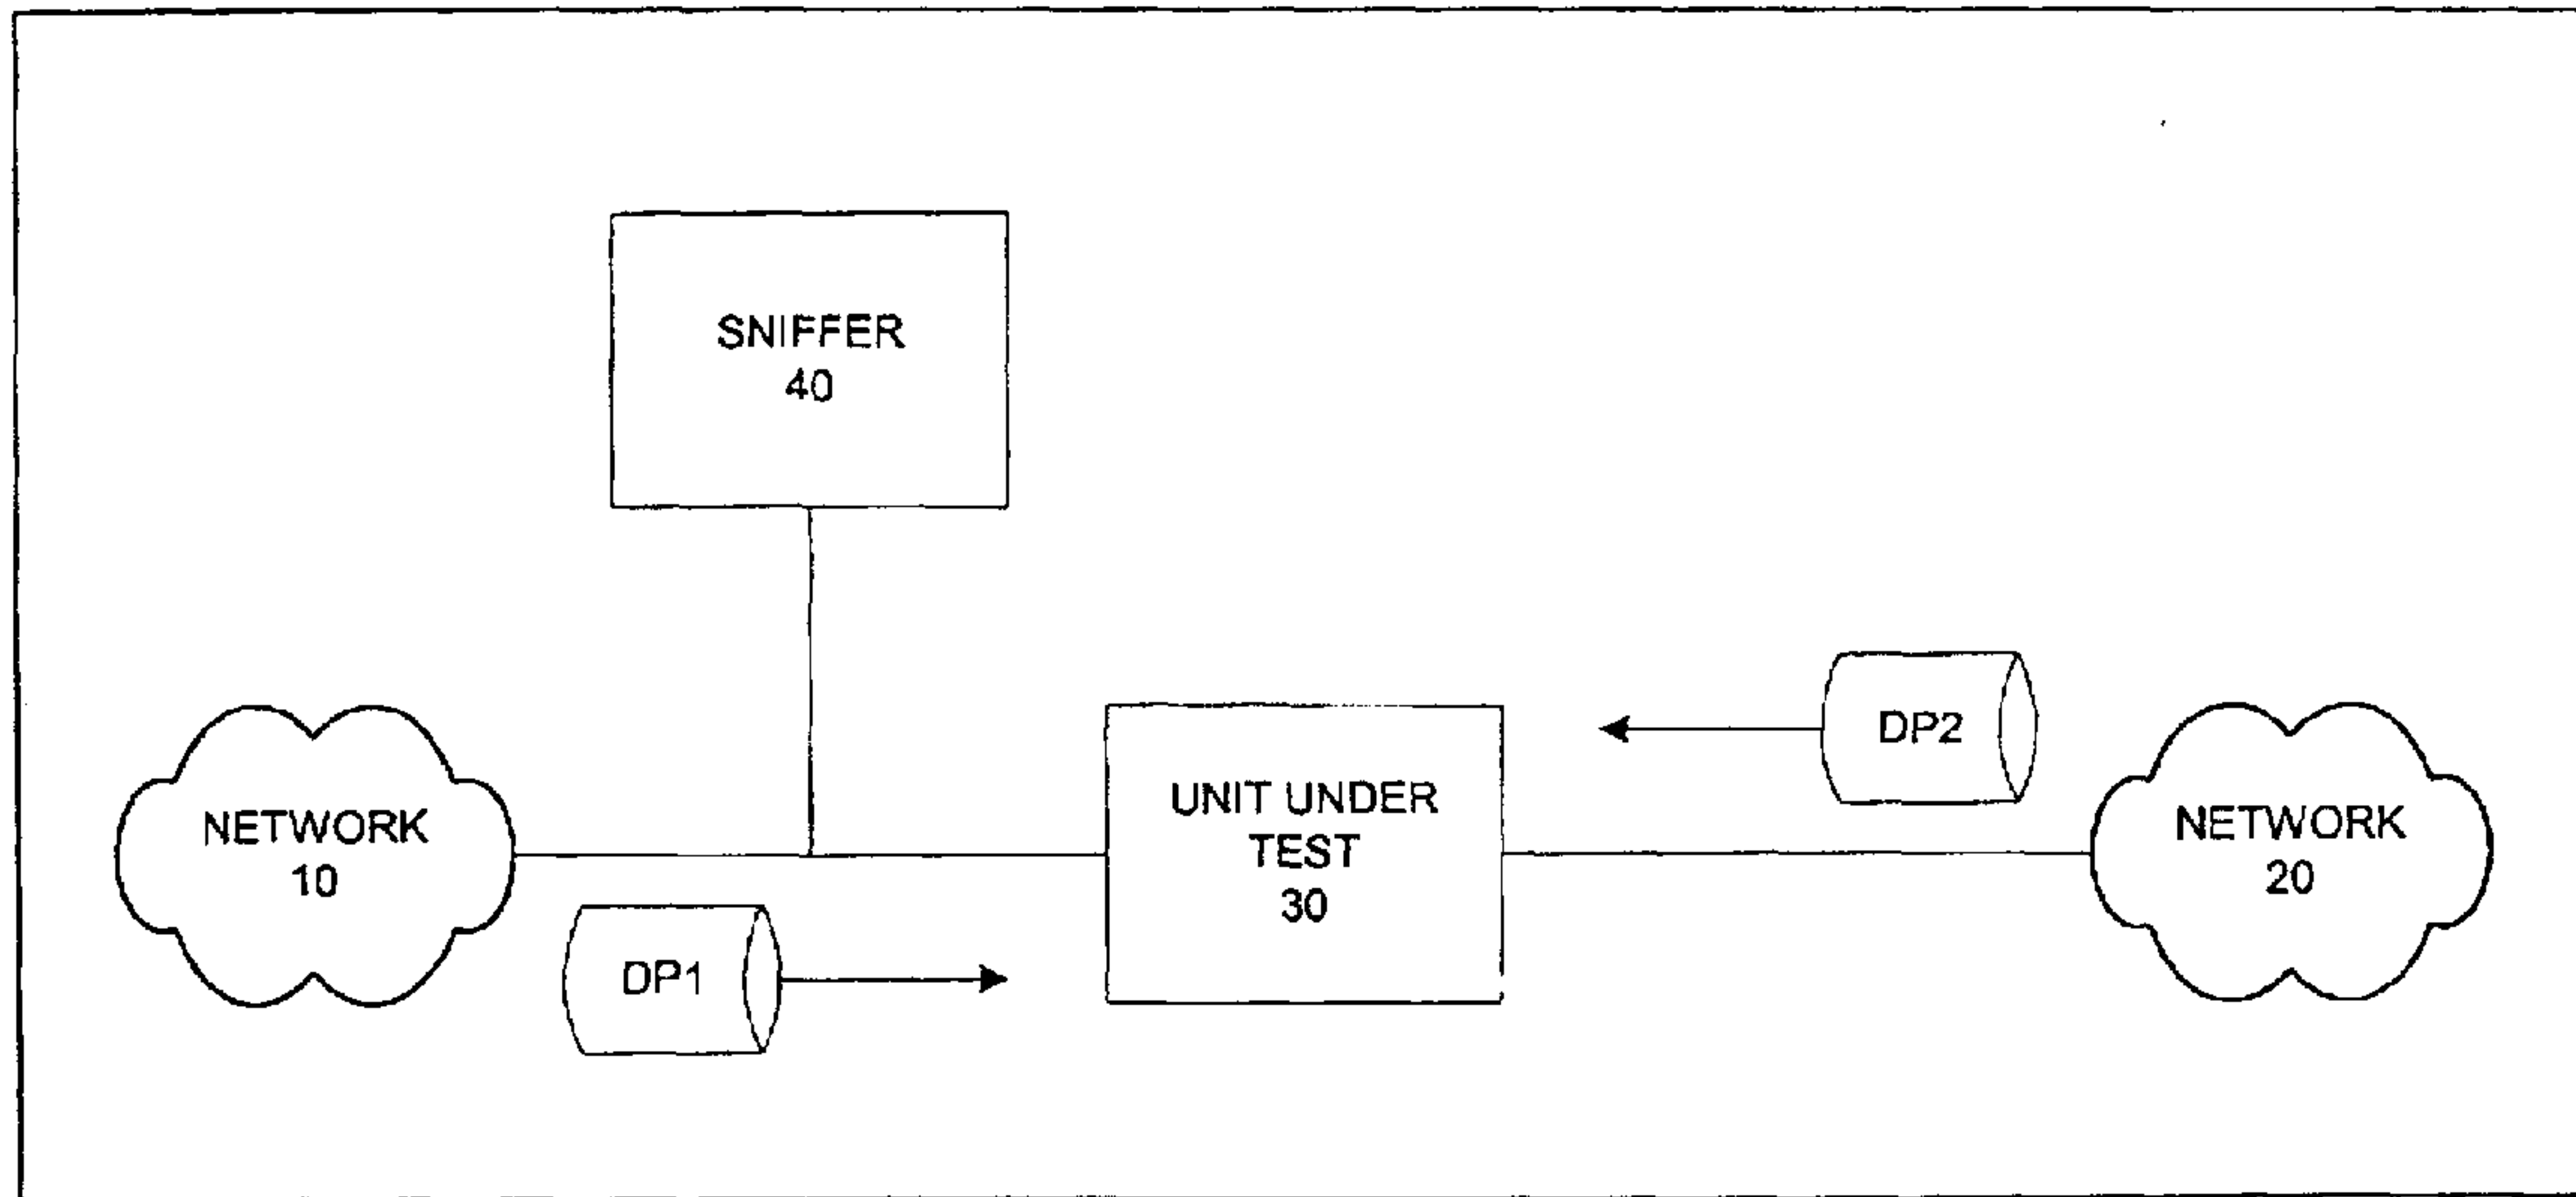 SNIFFER
40
DP2
NETWORK
10
UNIT UNDER
TEST
30
NETWORK
20
DP1